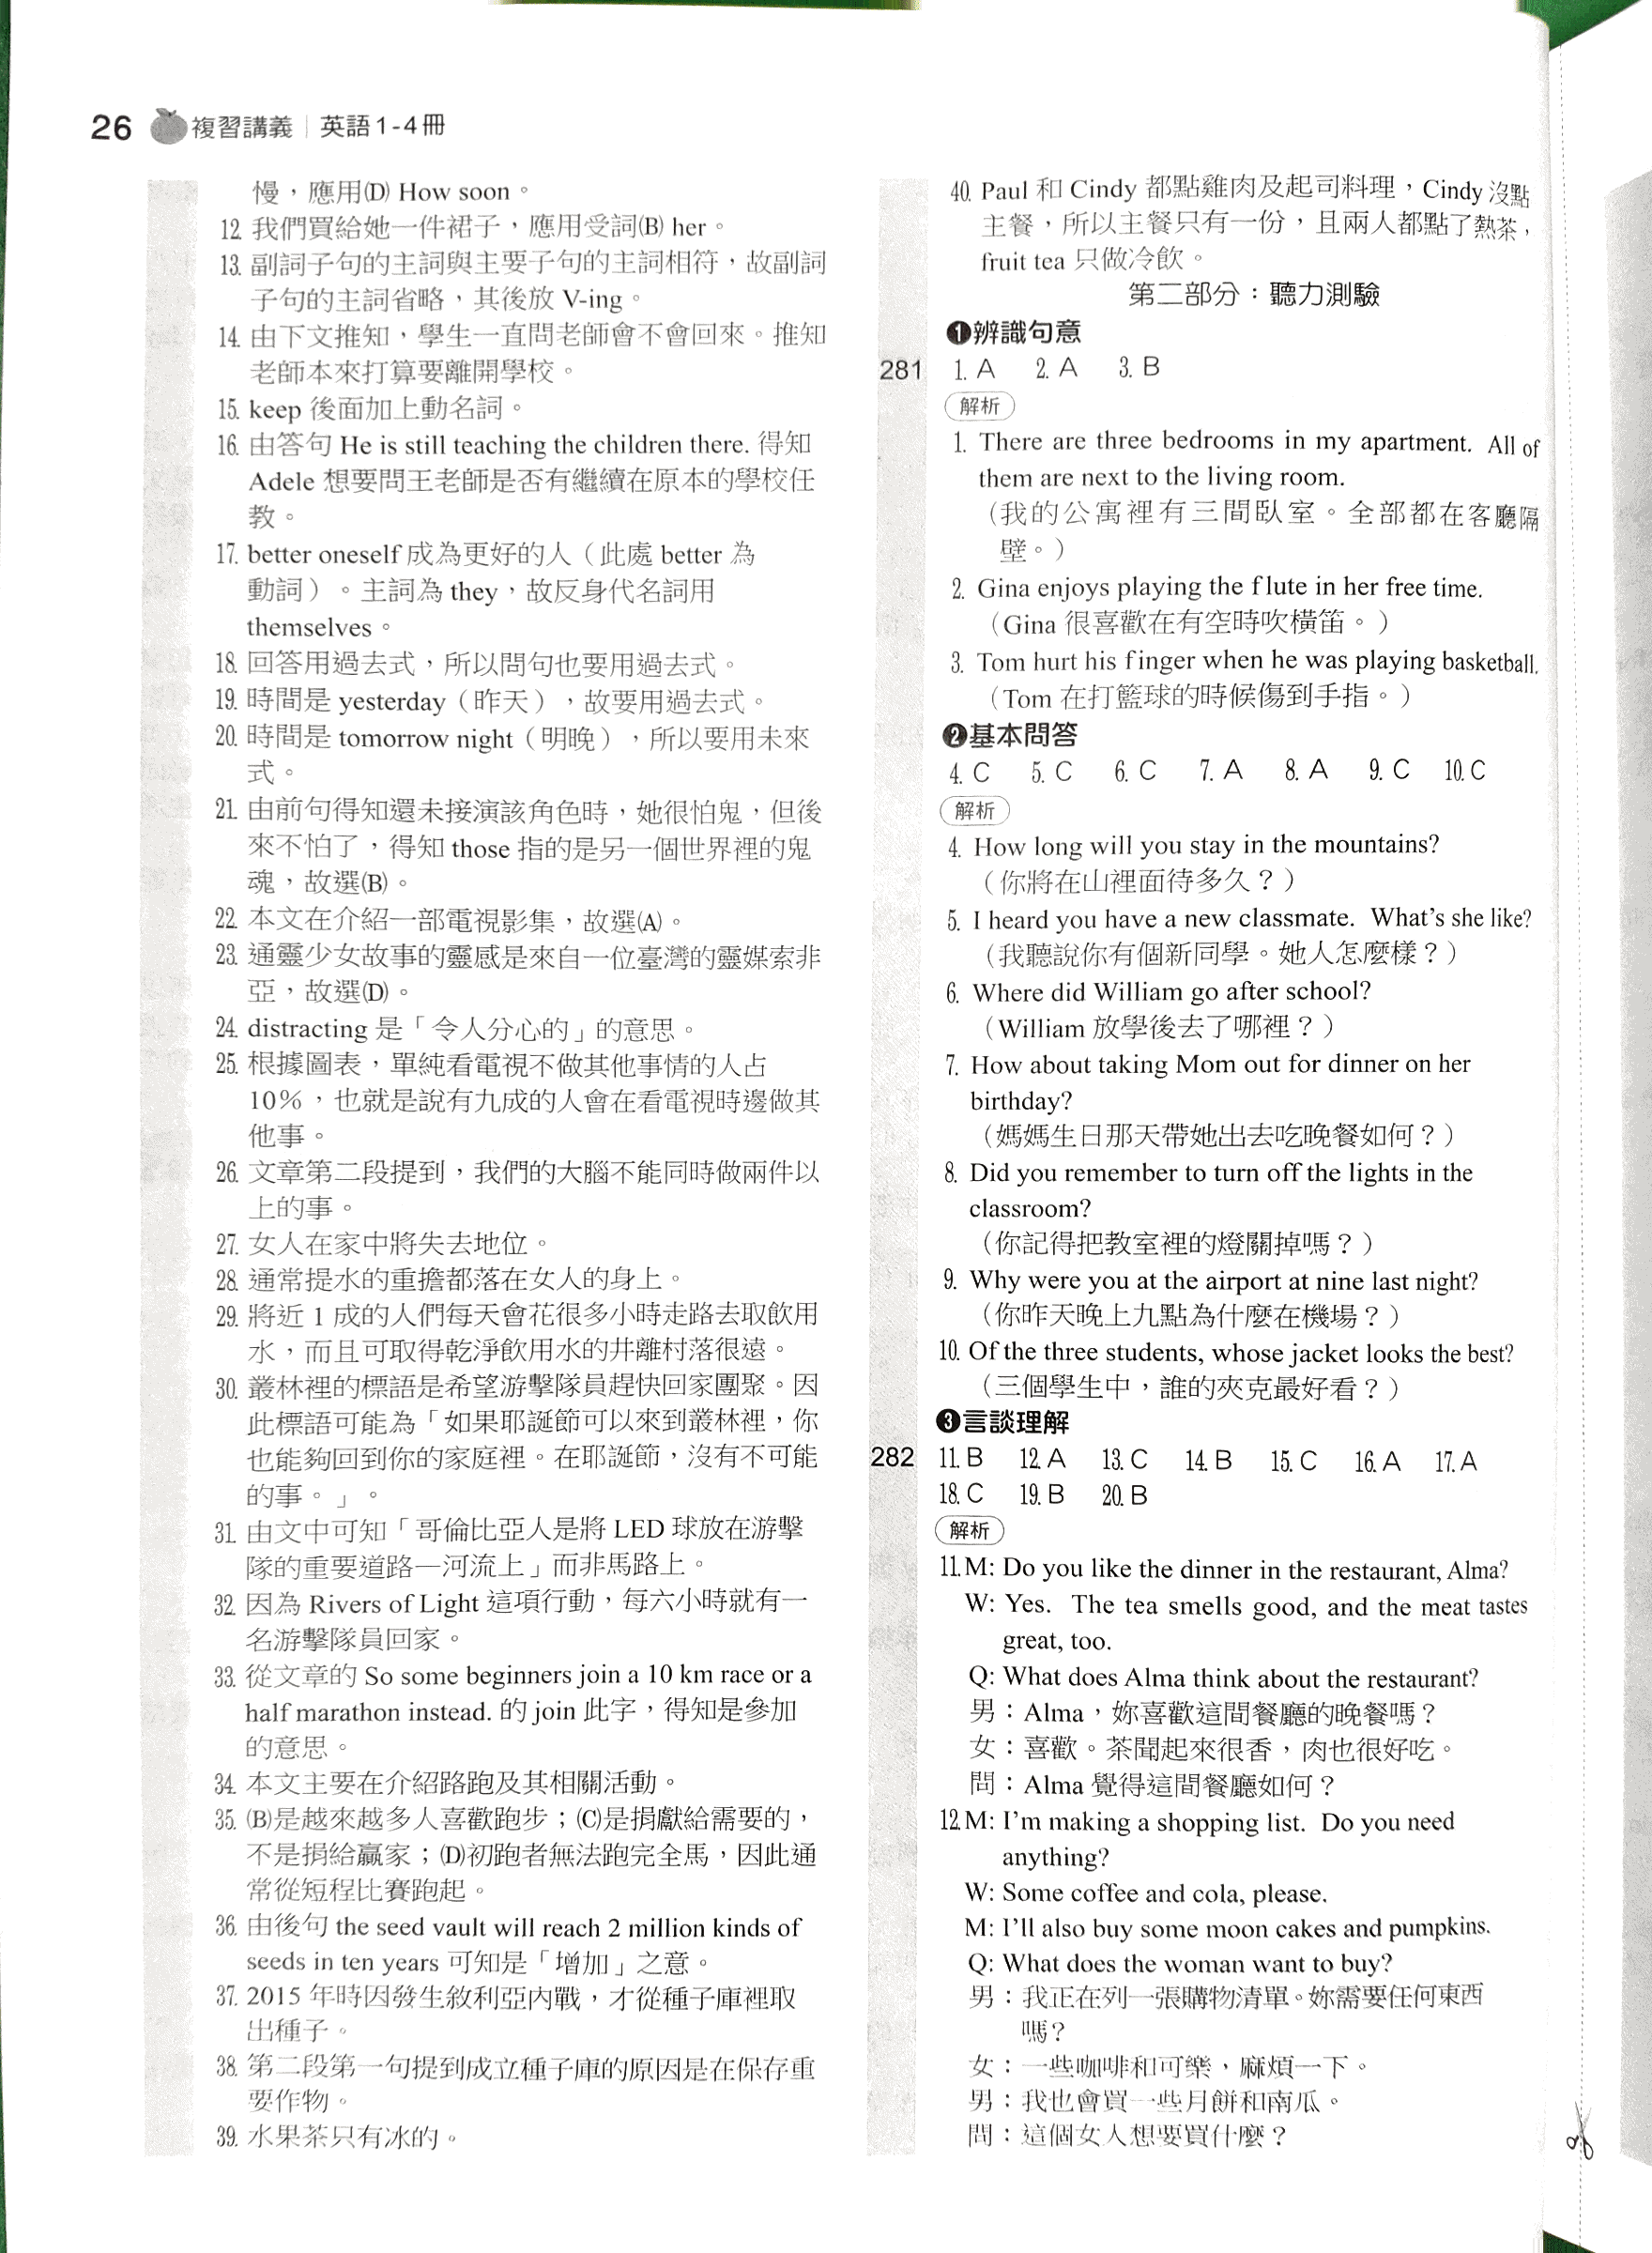 26 複習講義｜英語1-4冊
慢，應用(D) How soon。
12. 我們買給她一件裙子，應用受詞(B) her。
13. 副詞子句的主詞與主要子句的主詞相符，故副詞
子句的主詞省略，其後放 V-ing。
14. 由下文推知，學生一直問老師會不會回來。推知
老師本來打算要離開學校。
15. keep 後面加上動名詞。
16. 由答句 He is still teaching the children there. 得知
Adele 想要問王老師是否有繼續在原本的學校任
教。
17. better oneself 成為更好的人（此處 better 為
動詞）。主詞為 they，故反身代名詞用
themselves。
18. 回答用過去式，所以問句也要用過去式。
19. 時間是 yesterday（昨天），故要用過去式。
20. 時間是 tomorrow night（明晚），所以要用未來
式。
21. 由前句得知還未接演該角色時，她很怕鬼，但後
來不怕了，得知 those 指的是另一個世界裡的鬼
魂，故選(B)。
22. 本文在介紹一部電視影集，故選(A)。
23. 通靈少女故事的靈感是來自一位臺灣的靈媒索非
亞，故選(D)。
24. distracting 是「令人分心的」的意思。
25. 根據圖表，單純看電視不做其他事情的人占
10％，也就是說有九成的人會在看電視時邊做其
他事。
26. 文章第二段提到，我們的大腦不能同時做兩件以
上的事。
27. 女人在家中將失去地位。
28. 通常提水的重擔都落在女人的身上。
29. 將近 1 成的人們每天會花很多小時走路去取飲用
水，而且可取得乾淨飲用水的井離村落很遠。
30. 叢林裡的標語是希望游擊隊員趕快回家團聚。因
此標語可能為「如果耶誕節可以來到叢林裡，你
也能夠回到你的家庭裡。在耶誕節，沒有不可能
的事。」。
31. 由文中可知「哥倫比亞人是將 LED 球放在游擊
隊的重要道路—河流上」而非馬路上。
32. 因為 Rivers of Light 這項行動，每六小時就有一
名游擊隊員回家。
33. 從文章的 So some beginners join a 10 km race or a
half marathon instead. 的 join 此字，得知是參加
的意思。
34. 本文主要在介紹路跑及其相關活動。
35. (B)是越來越多人喜歡跑步；(C)是捐獻給需要的，
不是捐給贏家；(D)初跑者無法跑完全馬，因此通
常從短程比賽跑起。
36. 由後句 the seed vault will reach 2 million kinds of
seeds in ten years 可知是「增加」之意。
37. 2015 年時因發生敘利亞內戰，才從種子庫裡取
出種子。
38. 第二段第一句提到成立種子庫的原因是在保存重
要作物。
39. 水果茶只有冰的。
40. Paul 和 Cindy 都點雞肉及起司料理，Cindy 沒點
主餐，所以主餐只有一份，且兩人都點了熱茶，
fruit tea 只做冷飲。
第二部分：聽力測驗
❶辨識句意
281 1. A 2. A 3. B
解析
1. There are three bedrooms in my apartment. All of
them are next to the living room.
（我的公寓裡有三間臥室。全部都在客廳隔
壁。）
2. Gina enjoys playing the flute in her free time.
（Gina 很喜歡在有空時吹橫笛。）
3. Tom hurt his finger when he was playing basketball.
（Tom 在打籃球的時候傷到手指。）
❷基本問答
4. C 5. C 6. C 7. A 8. A 9. C 10. C
解析
4. How long will you stay in the mountains?
（你將在山裡面待多久？）
5. I heard you have a new classmate. What's she like?
（我聽說你有個新同學。她人怎麼樣？）
6. Where did William go after school?
（William 放學後去了哪裡？）
7. How about taking Mom out for dinner on her
birthday?
（媽媽生日那天帶她出去吃晚餐如何？）
8. Did you remember to turn off the lights in the
classroom?
（你記得把教室裡的燈關掉嗎？）
9. Why were you at the airport at nine last night?
（你昨天晚上九點為什麼在機場？）
10. Of the three students, whose jacket looks the best?
（三個學生中，誰的夾克最好看？）
❸言談理解
282 11. B 12. A 13. C 14. B 15. C 16. A 17. A
18. C 19. B 20. B
解析
11. M: Do you like the dinner in the restaurant, Alma?
W: Yes. The tea smells good, and the meat tastes
great, too.
Q: What does Alma think about the restaurant?
男：Alma，妳喜歡這間餐廳的晚餐嗎？
女：喜歡。茶聞起來很香，肉也很好吃。
問：Alma 覺得這間餐廳如何？
12. M: I'm making a shopping list. Do you need
anything?
W: Some coffee and cola, please.
M: I'll also buy some moon cakes and pumpkins.
Q: What does the woman want to buy?
男：我正在列一張購物清單。妳需要任何東西
嗎？
女：一些咖啡和可樂，麻煩一下。
男：我也會買一些月餅和南瓜。
問：這個女人想要買什麼？